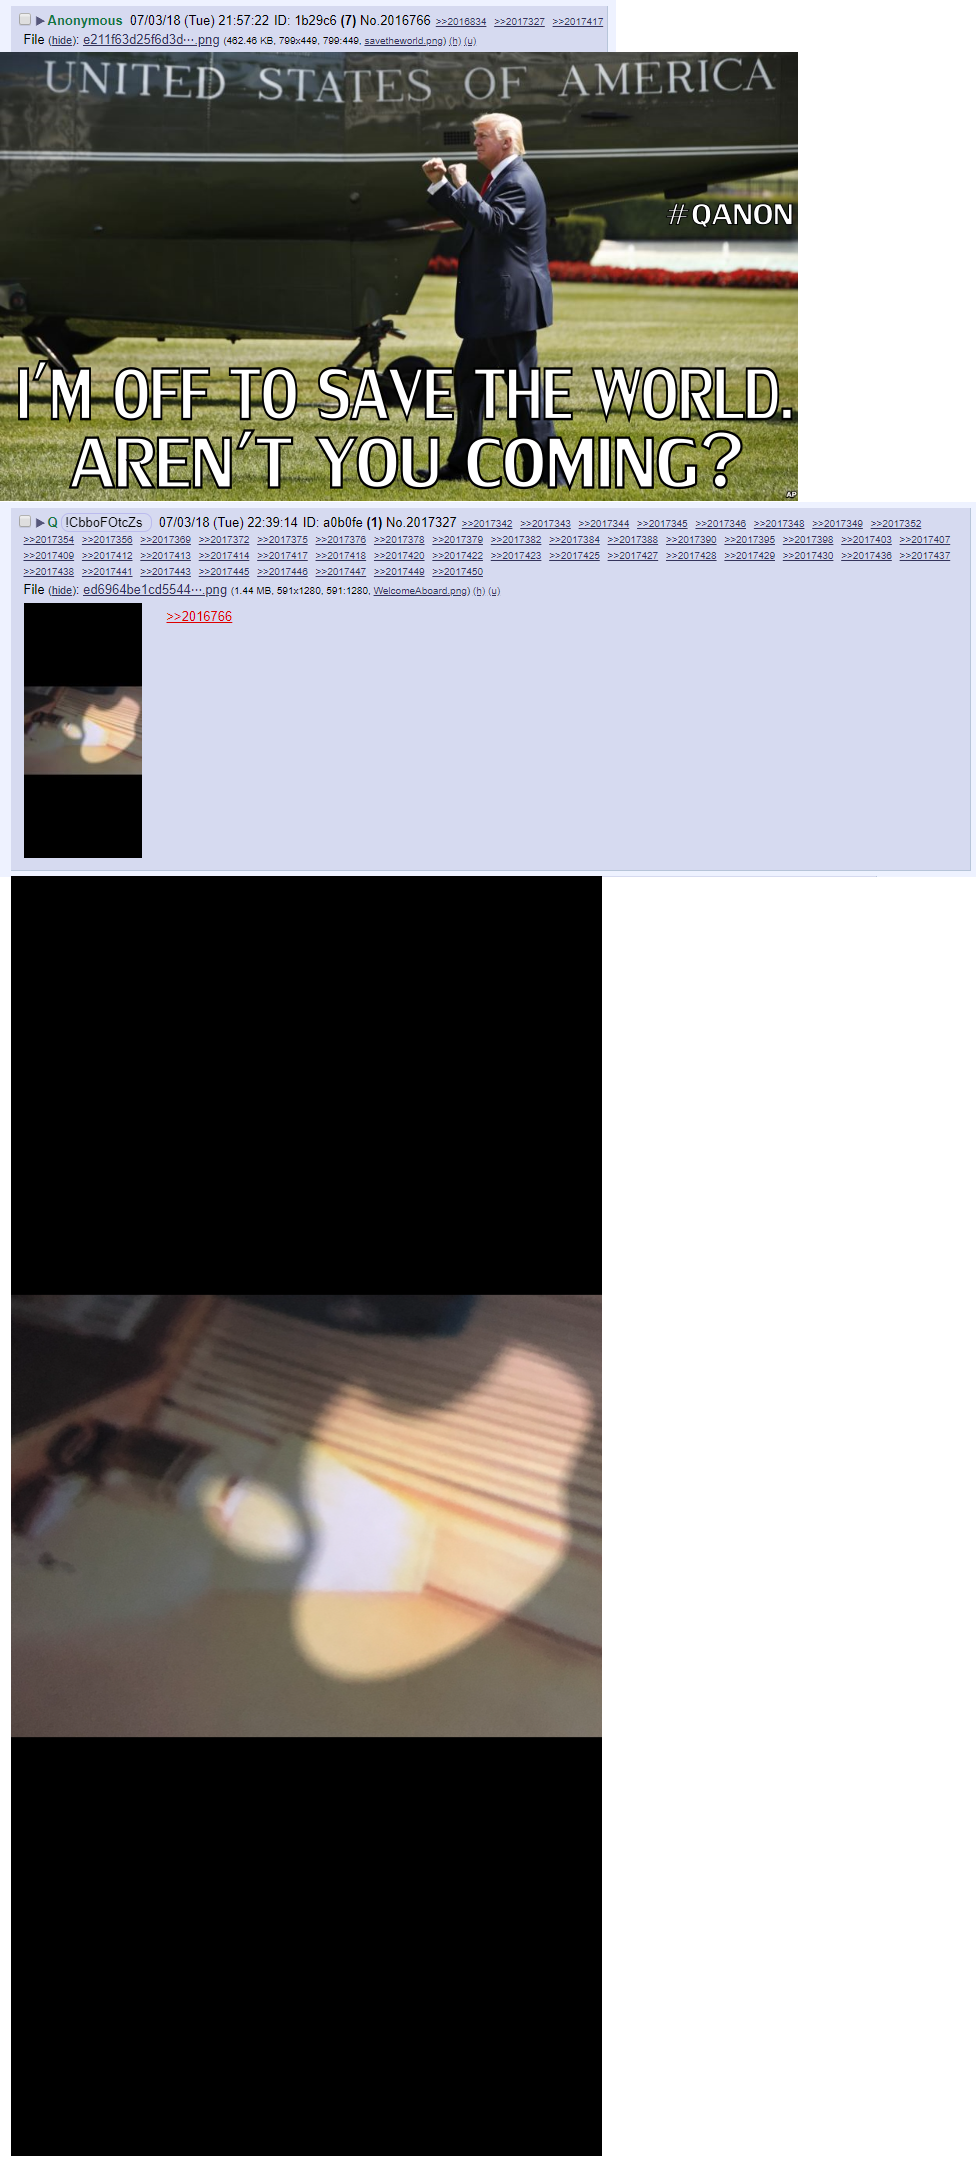 Anonymous 07/03/18 (Tue) 21:57:22 ID: 1b29c6 (7) No.2016766 >>2016834 >>2017327 >>2017417
File (hide): e211f63d25f6d3d⋯.png (462.46 KB, 799x449, 799:449, savetheworld.png) (h) (u)
UNITED STATES OF AMERICA
#QANON
I'M OFF TO SAVE THE WORLD.
AREN'T YOU COMING?
AP
Q !CbboFOtcZs 07/03/18 (Tue) 22:39:14 ID: a0b0fe (1) No.2017327 >>2017342 >>2017343 >>2017344 >>2017345 >>2017346 >>2017348 >>2017349 >>2017352
>>2017354 >>2017356 >>2017369 >>2017372 >>2017375 >>2017376 >>2017378 >>2017379 >>2017382 >>2017384 >>2017388 >>2017390 >>2017395 >>2017398 >>2017403 >>2017407
>>2017409 >>2017412 >>2017413 >>2017414 >>2017417 >>2017418 >>2017420 >>2017422 >>2017423 >>2017425 >>2017427 >>2017428 >>2017429 >>2017430 >>2017436 >>2017437
>>2017438 >>2017441 >>2017443 >>2017445 >>2017446 >>2017447 >>2017449 >>2017450
File (hide): ed6964be1cd5544⋯.png (1.44 MB, 591x1280, 591:1280, WelcomeAboard.png) (h) (u)
>>2016766